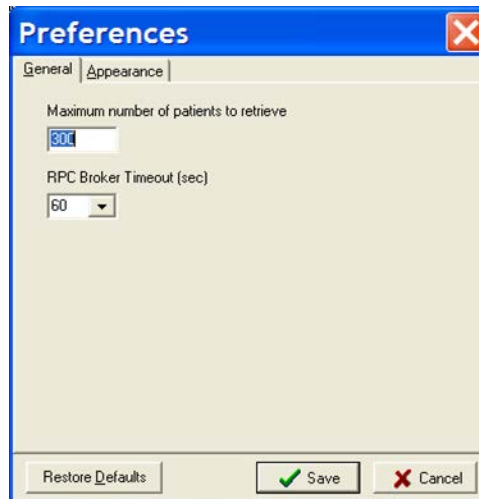 Preferences
General Appearance
Maximum number of patients to retrieve
300
RPC Broker Timeout (sec)
60
Restore Defaults Save Cancel